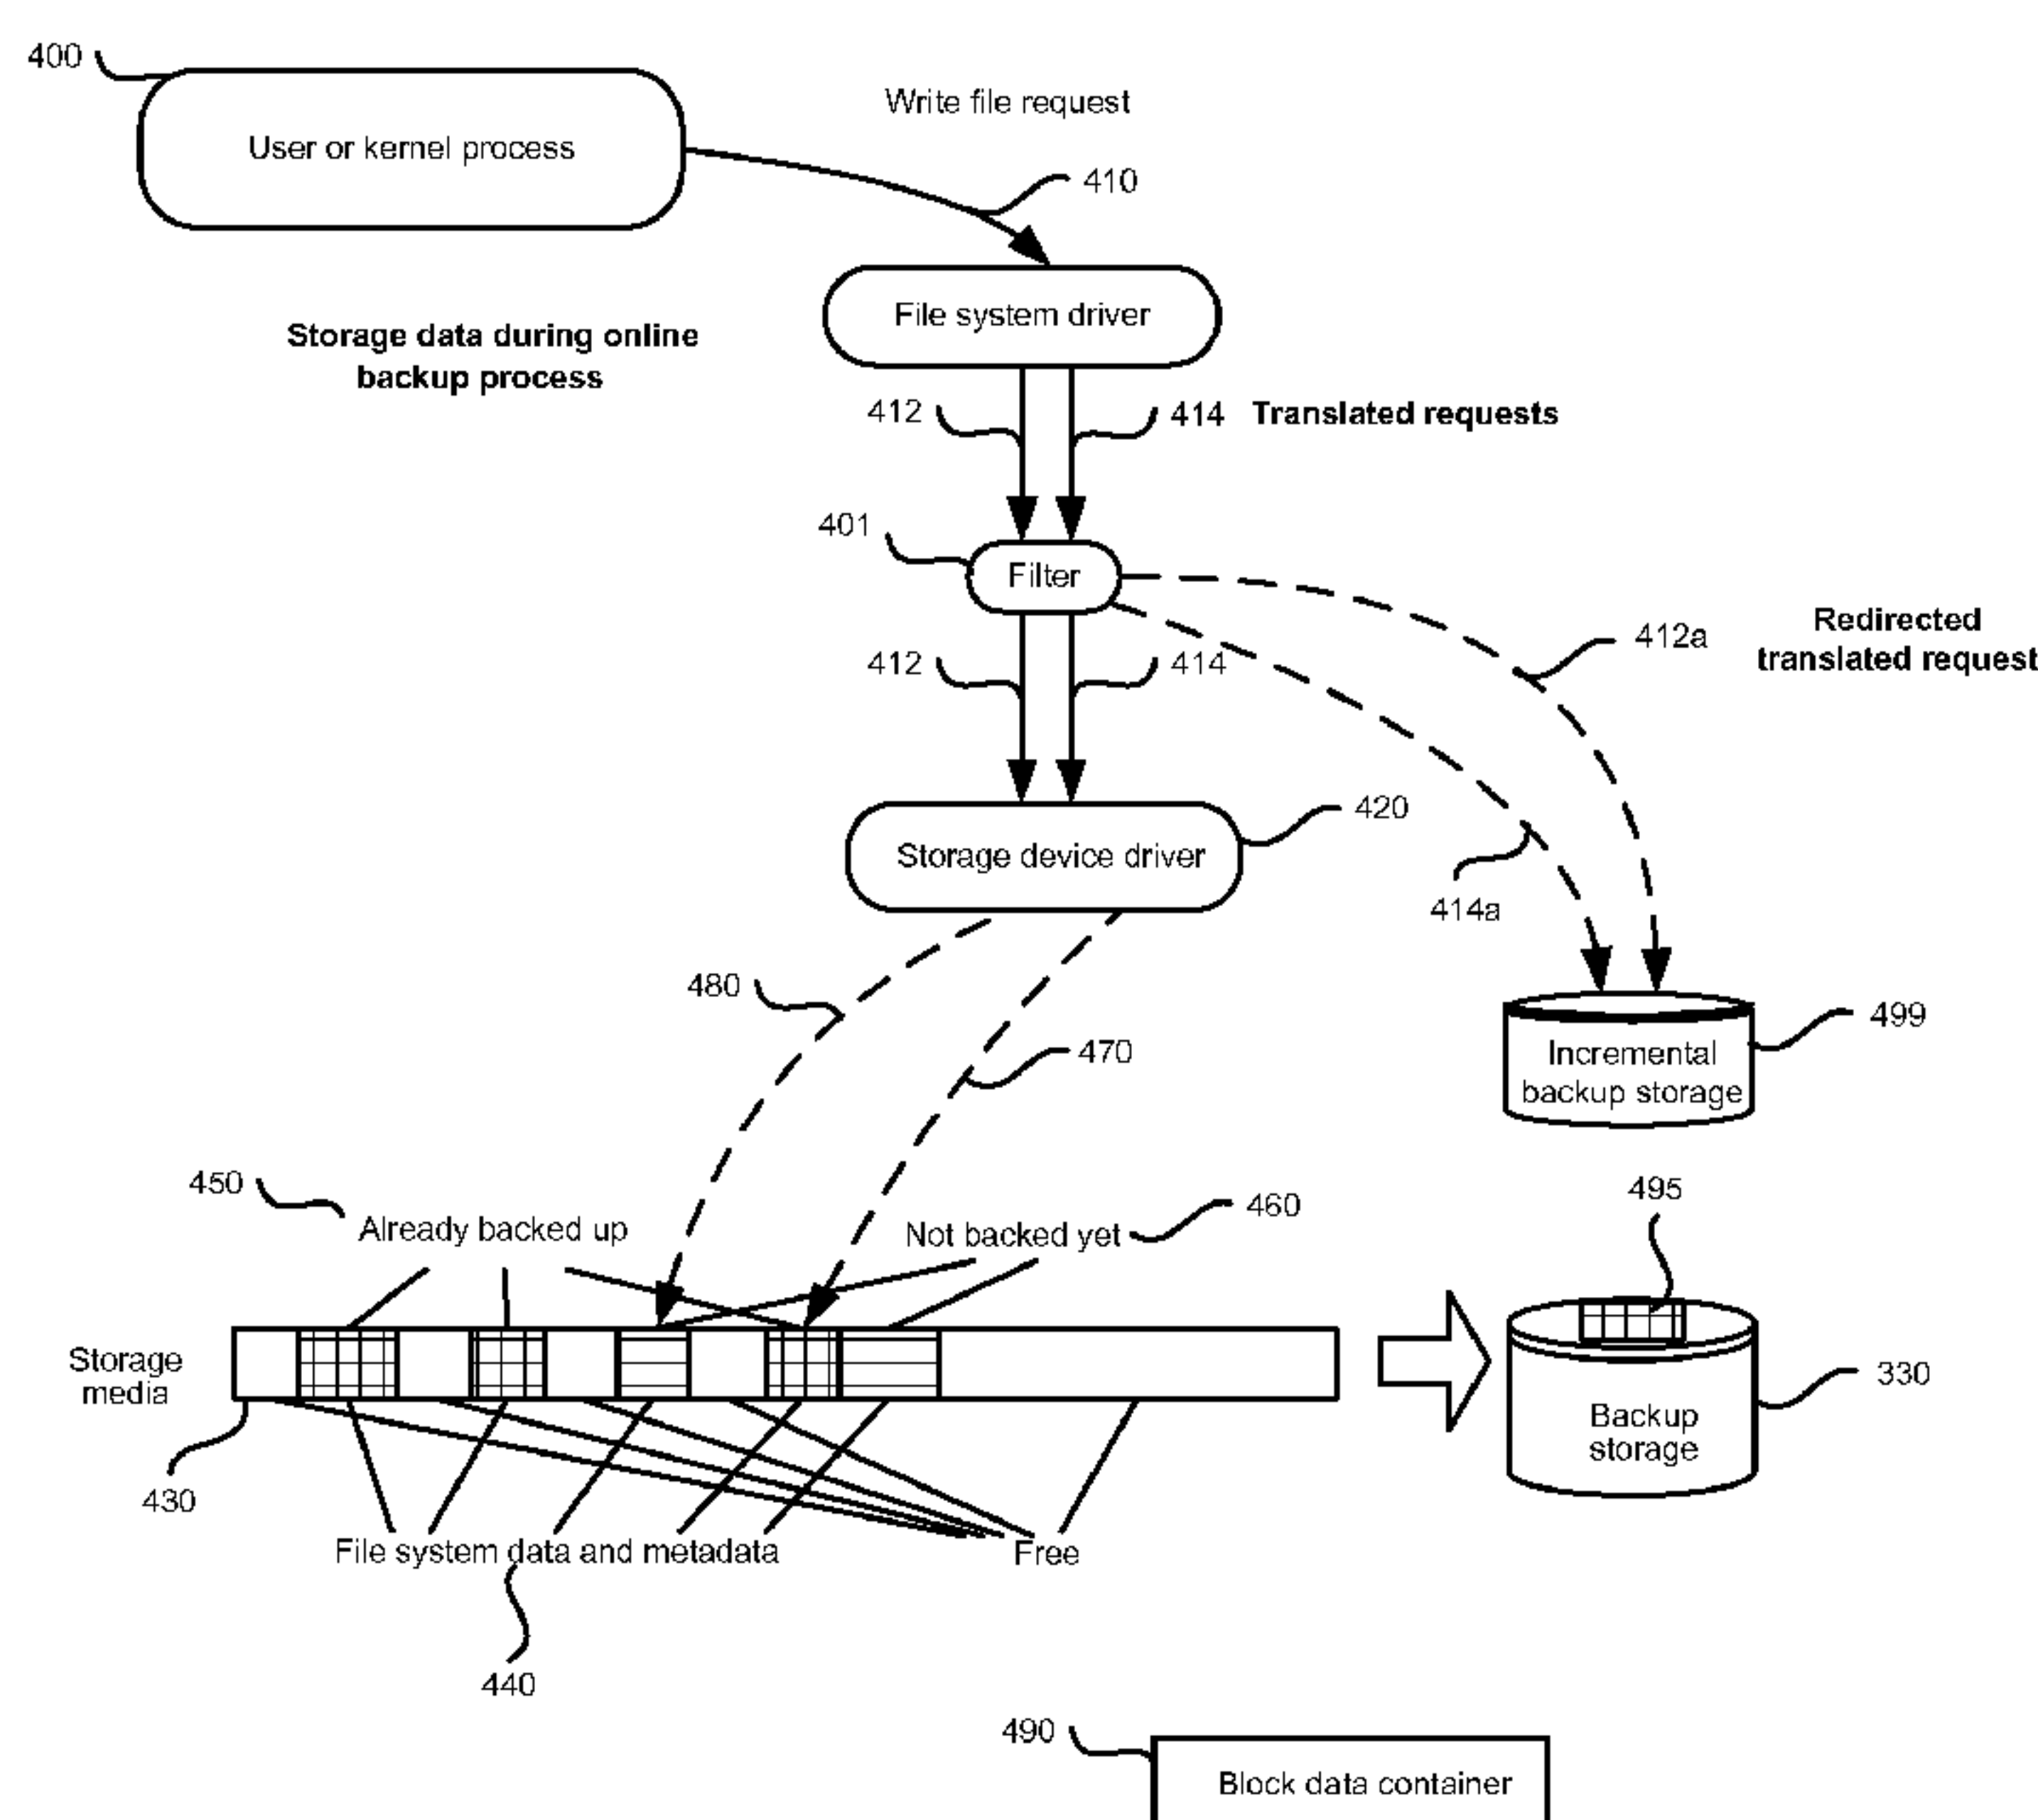 400
User or kernel process
Write file request
410
File system driver
Storage data during online
backup process
412
414
Translated requests
401
Filter
412
414
412a
Redirected
translated request
420
Storage device driver
414a
480
470
499
Incremental
backup storage
450
Already backed up
Not backed yet
460
495
Storage
media
330
Backup
storage
430
File system data and metadata
Free
440
490
Block data container